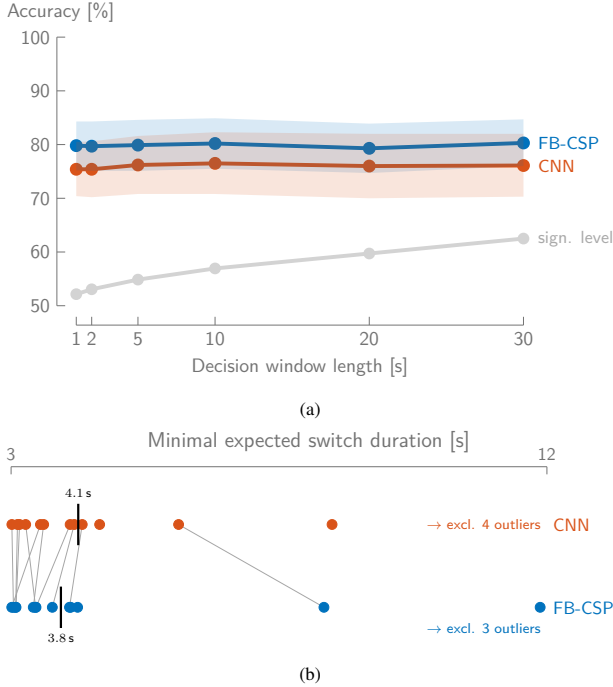 Accuracy [%]
100
90
80
70
60
50
FB-CSP
CNN
sign. level
1 2 5 10 20 30
Decision window length [s]
(a)
Minimal expected switch duration [s]
3 12
4.1 s
→ excl. 4 outliers CNN
FB-CSP
→ excl. 3 outliers
3.8 s
(b)